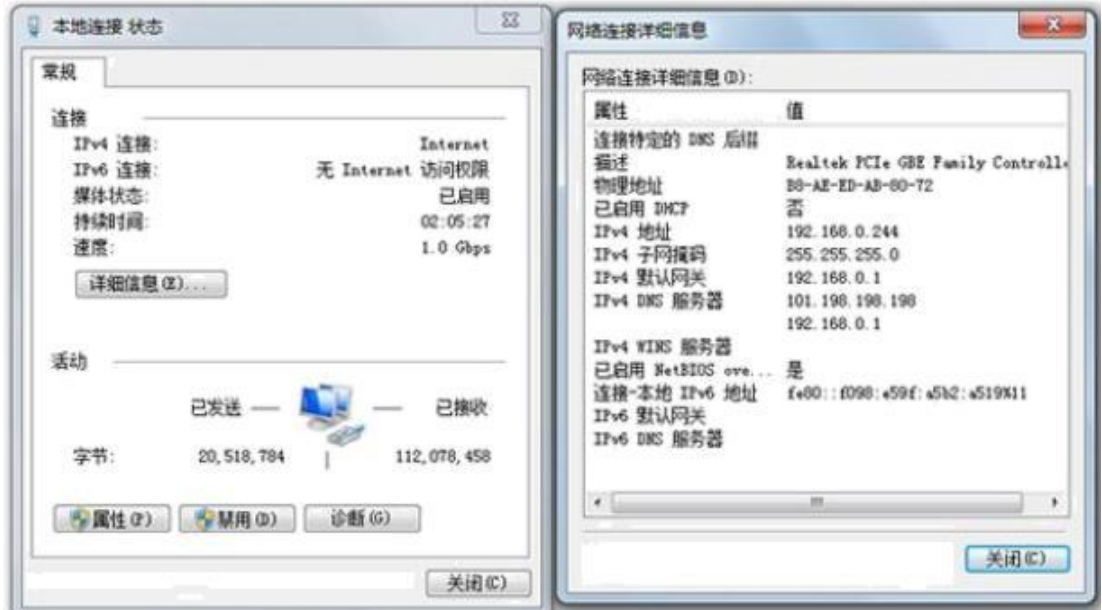 本地连接 状态
常规
连接
IPv4 连接: Internet
IPv6 连接: 无 Internet 访问权限
媒体状态: 已启用
持续时间: 02:05:27
速度: 1.0 Gbps
详细信息(E)...
活动
已发送 — — 已接收
字节: 20,518,784 | 112,078,458
属性(P) 禁用(D) 诊断(G)
关闭(C)
网络连接详细信息
网络连接详细信息(D):
属性 值
连接特定的 DNS 后缀
描述 Realtek PCIe GBE Family Controlle
物理地址 B8-AE-ED-AB-80-72
已启用 DHCP 否
IPv4 地址 192.168.0.244
IPv4 子网掩码 255.255.255.0
IPv4 默认网关 192.168.0.1
IPv4 DNS 服务器 101.198.198.198
192.168.0.1
IPv4 WINS 服务器
已启用 NetBIOS ove... 是
连接-本地 IPv6 地址 fe80::f098:e59f:a5b2:a519%11
IPv6 默认网关
IPv6 DNS 服务器
关闭(C)